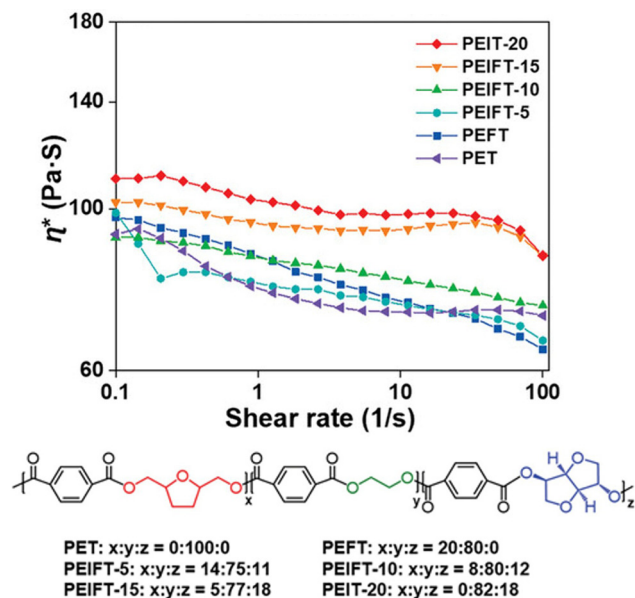 180
140
100
60
η* (Pa·S)
PEIT-20
PEIFT-15
PEIFT-10
PEIFT-5
PEFT
PET
0.1 1 10 100
Shear rate (1/s)
O O O O O x O O O O y O O O H O H O O z
PET: x:y:z = 0:100:0 PEFT: x:y:z = 20:80:0
PEIFT-5: x:y:z = 14:75:11 PEIFT-10: x:y:z = 8:80:12
PEIFT-15: x:y:z = 5:77:18 PEIT-20: x:y:z = 0:82:18